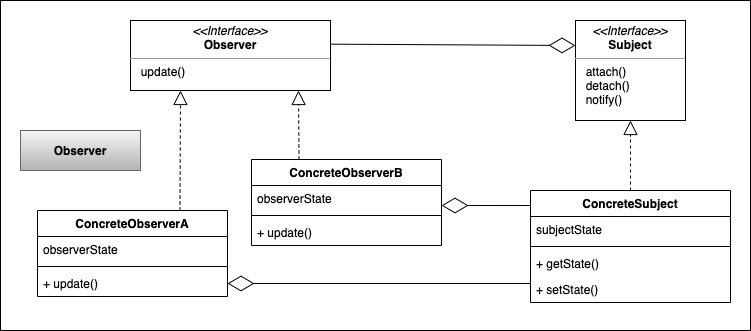 <<Interface>>
Observer
update()
<<Interface>>
Subject
attach()
detach()
notify()
Observer
ConcreteObserverB
observerState
+ update()
ConcreteSubject
subjectState
+ getState()
+ setState()
ConcreteObserverA
observerState
+ update()